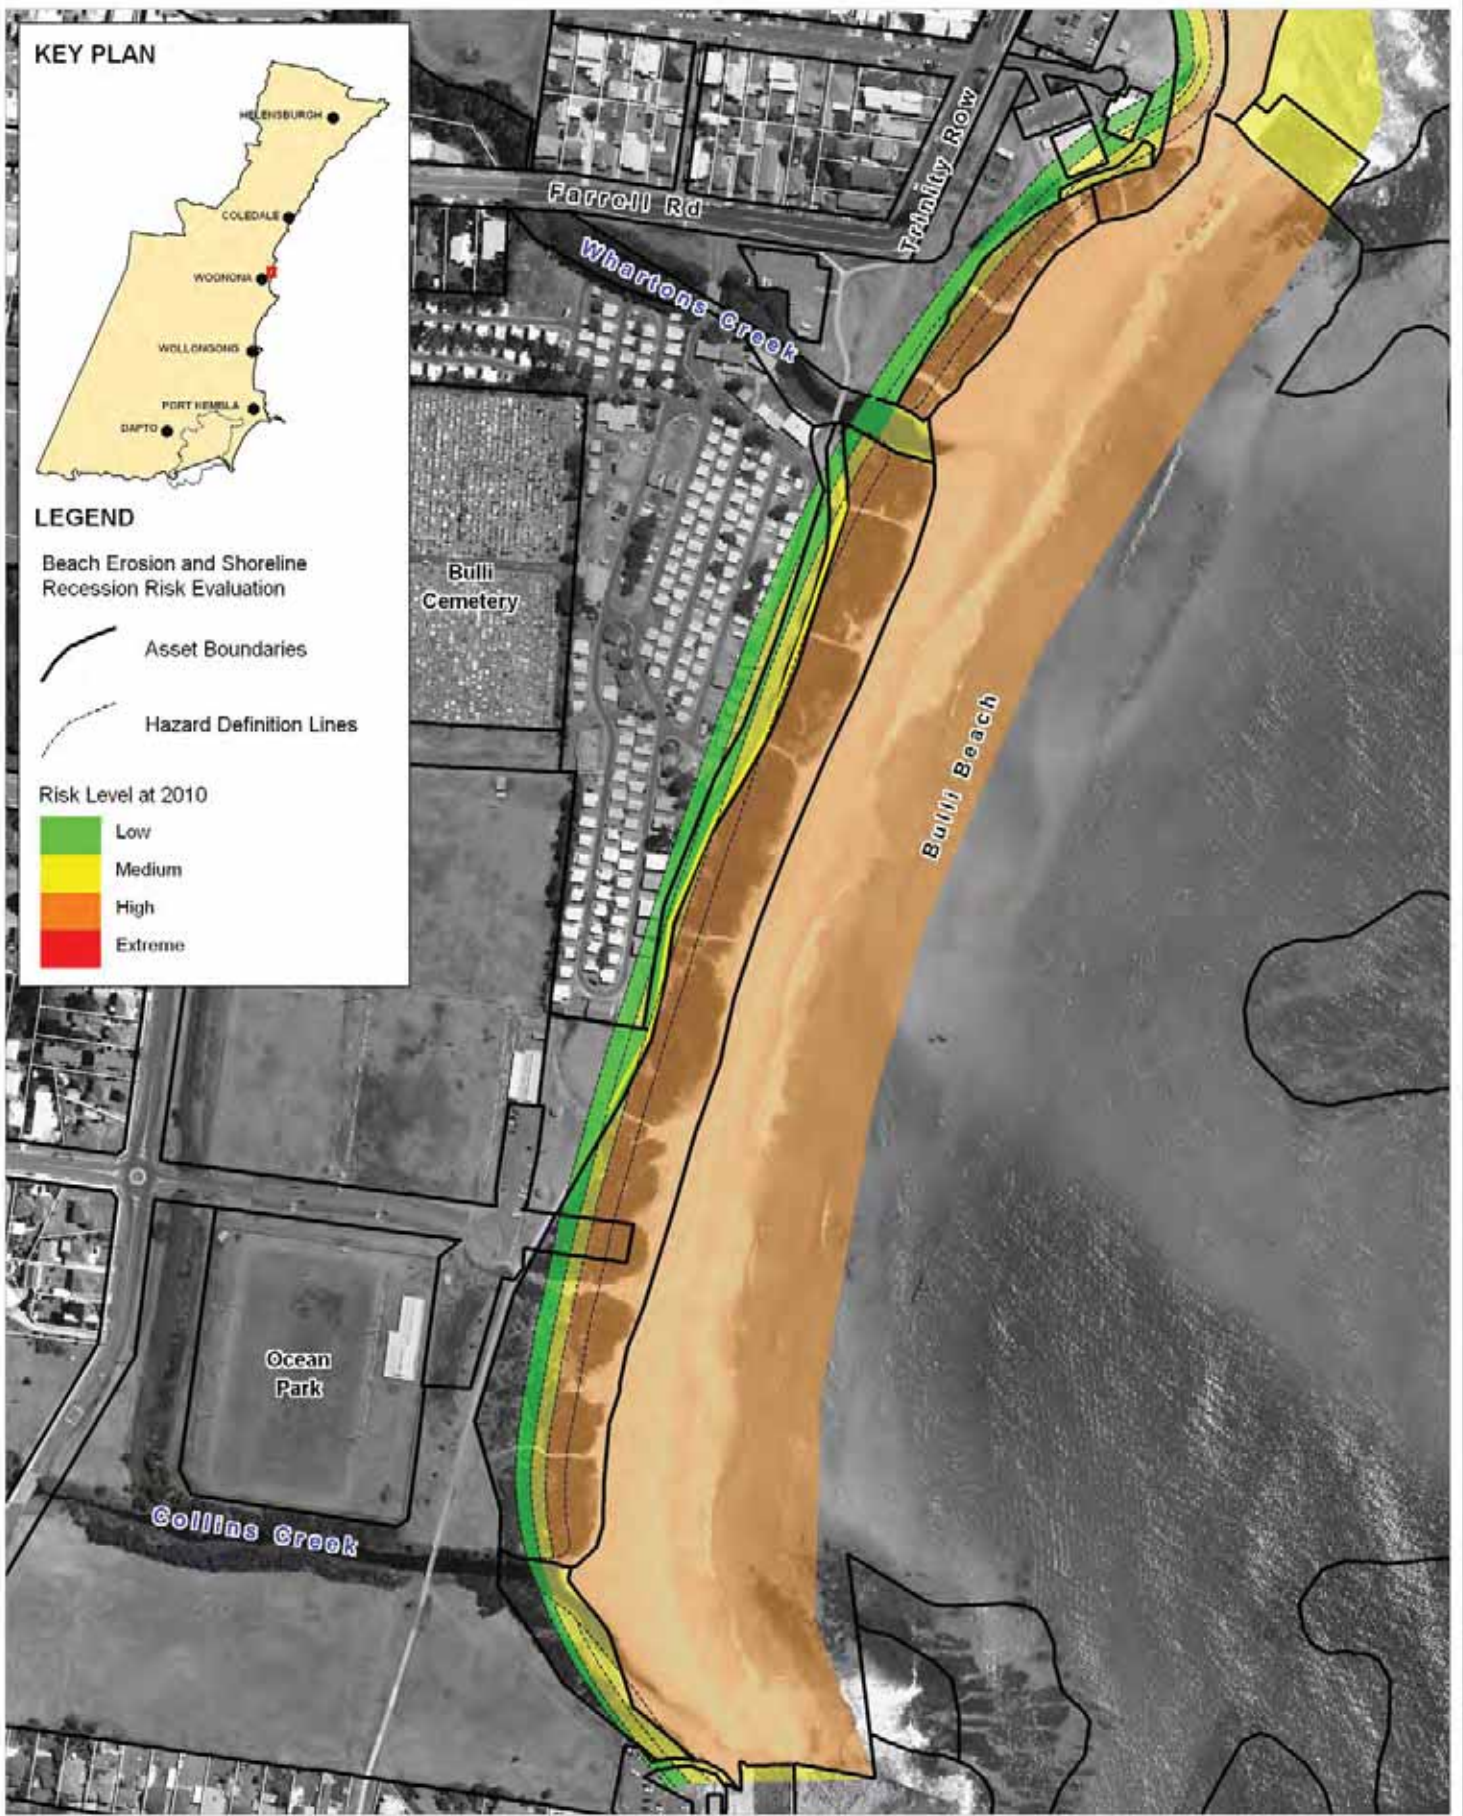 KEY PLAN
HELENSBURGH
COLEDALE
WOONONA
WOLLONGONG
PORT KEMBLA
DAPTO
LEGEND
Beach Erosion and Shoreline
Recession Risk Evaluation
Asset Boundaries
Hazard Definition Lines
Risk Level at 2010
Low
Medium
High
Extreme
Farrell Rd
Trinity Row
Whartons Creek
Bulli
Cemetery
Bulli Beach
Ocean
Park
Collins Creek